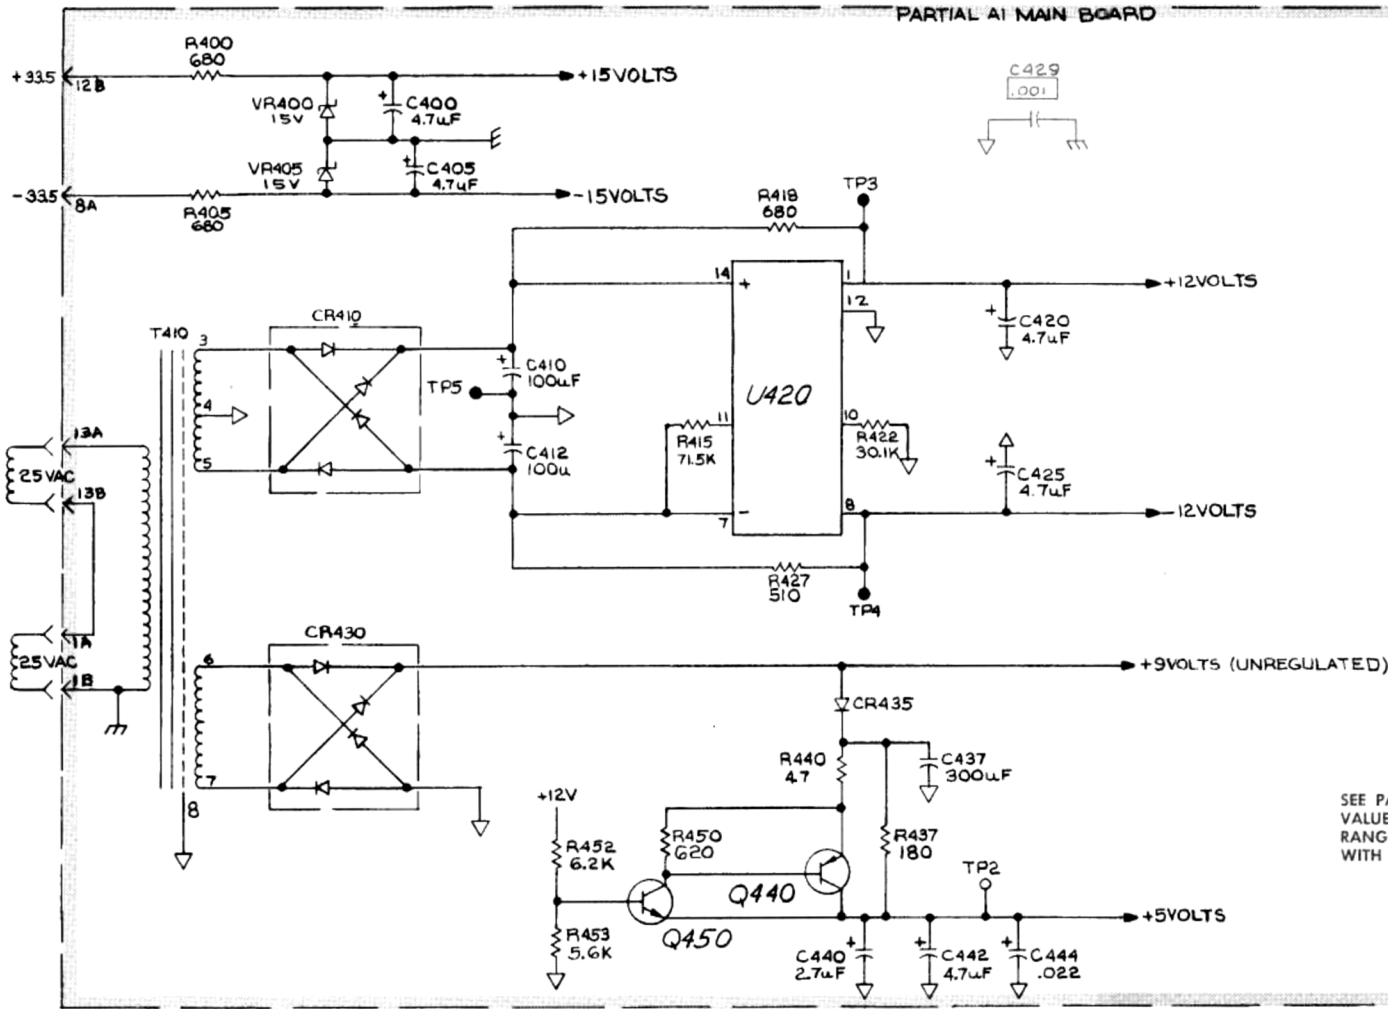 PARTIAL A1 MAIN BOARD
R400
680
+33.5
12B
+15VOLTS
C429
.001
VR400
15V
+
C400
4.7uF
VR405
15V
+
C405
4.7uF
-33.5
8A
R405
680
-15VOLTS
R418
680
TP3
14
+
1
+12VOLTS
12
+
C420
4.7uF
T410
3
CR410
+
C410
100uF
TP5
U420
4
11
10
R415
71.5K
R422
30.1K
13A
5
+
C412
100u
25VAC
13B
+
C425
4.7uF
7
-
8
-12VOLTS
R427
510
TP4
CR430
1A
25VAC
1B
6
+9VOLTS (UNREGULATED)
CR435
R440
4.7
C437
300uF
7
8
+12V
R452
6.2K
R450
620
R437
180
SEE PA
VALUE
RANG
WITH
TP2
Q440
+5VOLTS
R453
5.6K
Q450
C440
2.7uF
+
C442
4.7uF
+
C444
.022
+